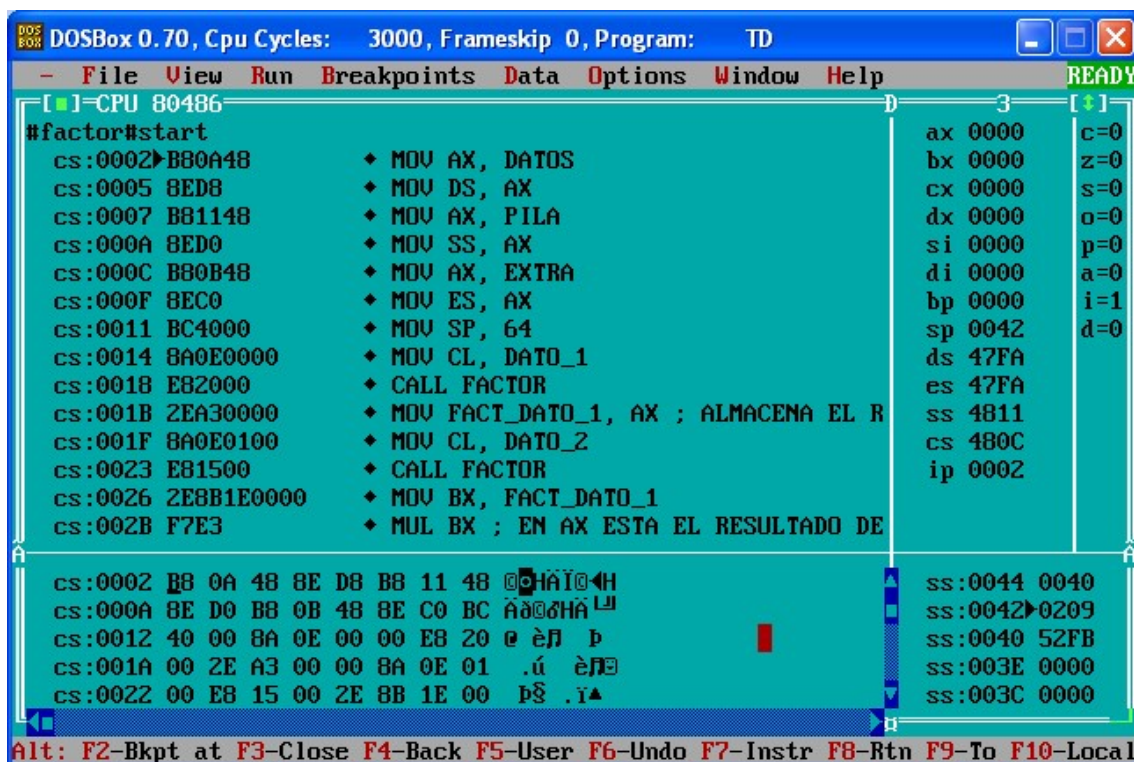 DOSBox 0.70, Cpu Cycles: 3000, Frameskip 0, Program: TD
- File View Run Breakpoints Data Options Window Help READY
[■]=CPU 80486 D 3 [↕]
#factor#start ax 0000 c=0
cs:0002►B80A48 ♦ MOV AX, DATOS bx 0000 z=0
cs:0005 8ED8 ♦ MOV DS, AX cx 0000 s=0
cs:0007 B81148 ♦ MOV AX, PILA dx 0000 o=0
cs:000A 8ED0 ♦ MOV SS, AX si 0000 p=0
cs:000C B80B48 ♦ MOV AX, EXTRA di 0000 a=0
cs:000F 8EC0 ♦ MOV ES, AX bp 0000 i=1
cs:0011 BC4000 ♦ MOV SP, 64 sp 0042 d=0
cs:0014 8A0E0000 ♦ MOV CL, DATO_1 ds 47FA
cs:0018 E82000 ♦ CALL FACTOR es 47FA
cs:001B 2EA30000 ♦ MOV FACT_DATO_1, AX ; ALMACENA EL R ss 4811
cs:001F 8A0E0100 ♦ MOV CL, DATO_2 cs 480C
cs:0023 E81500 ♦ CALL FACTOR ip 0002
cs:0026 2E8B1E0000 ♦ MOV BX, FACT_DATO_1
cs:002B F7E3 ♦ MUL BX ; EN AX ESTA EL RESULTADO DE
cs:0002 B8 0A 48 8E D8 B8 11 48 ©◙HÄÏ©◄H ss:0044 0040
cs:000A 8E D0 B8 0B 48 8E C0 BC Äð©♂HÄ└╝ ss:0042►0209
cs:0012 40 00 8A 0E 00 00 E8 20 @ è♫ Þ ss:0040 52FB
cs:001A 00 2E A3 00 00 8A 0E 01 .ú è♫☺ ss:003E 0000
cs:0022 00 E8 15 00 2E 8B 1E 00 Þ§ .ï▲ ss:003C 0000
Alt: F2-Bkpt at F3-Close F4-Back F5-User F6-Undo F7-Instr F8-Rtn F9-To F10-Local